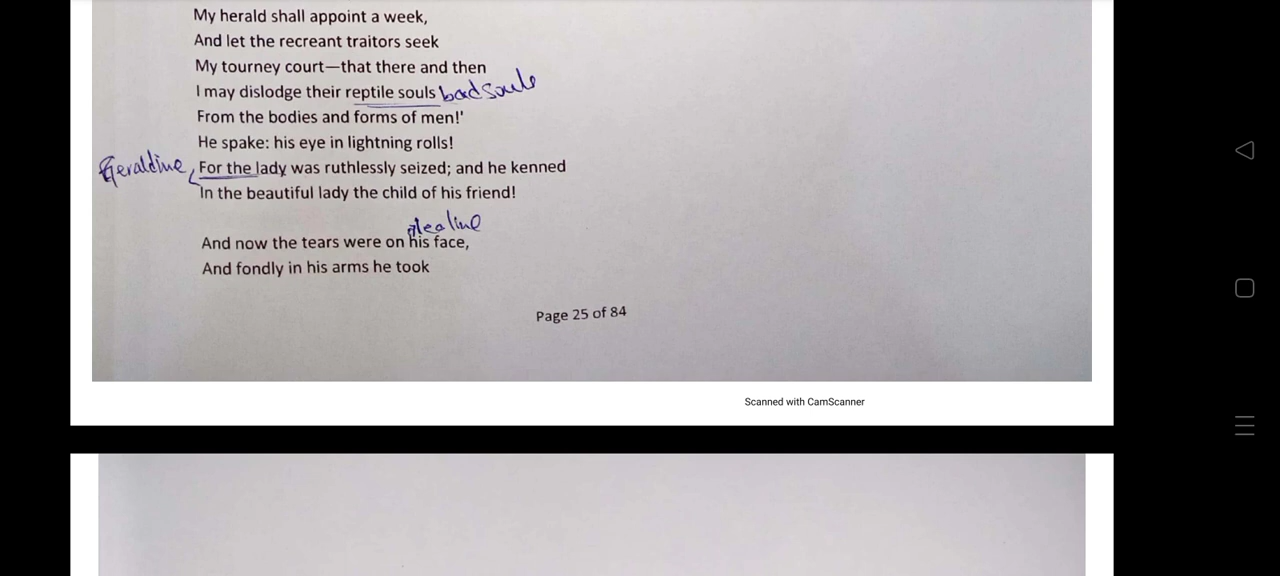 My herald shall appoint a week,
And let the recreant traitors seek
My tourney court—that there and then
I may dislodge their reptile souls bad souls
From the bodies and forms of men!'
He spake: his eye in lightning rolls!
Geraldine For the lady was ruthlessly seized; and he kenned
In the beautiful lady the child of his friend!
And now the tears were on his face,
And fondly in his arms he took
Page 25 of 84
Scanned with CamScanner